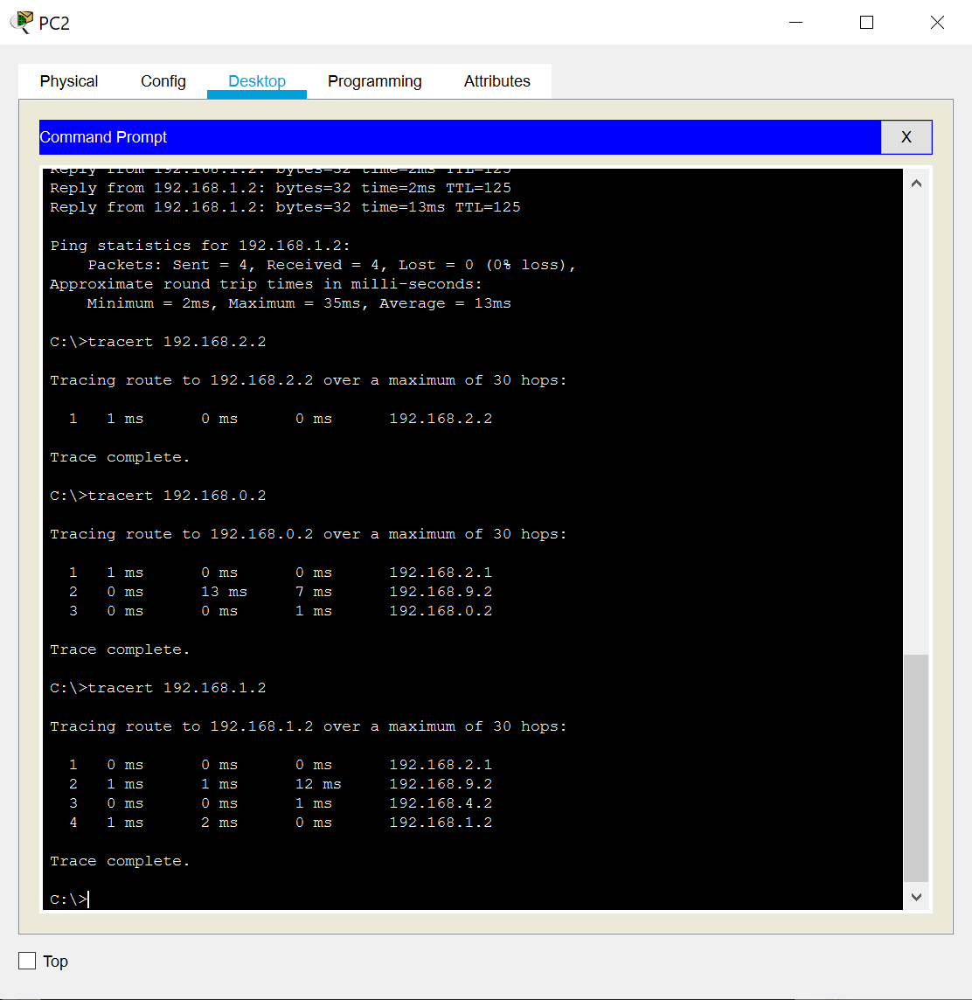 PC2
Physical Config Desktop Programming Attributes
Command Prompt X
Reply from 192.168.1.2: bytes=32 time=2ms TTL=125
Reply from 192.168.1.2: bytes=32 time=2ms TTL=125
Reply from 192.168.1.2: bytes=32 time=13ms TTL=125
Ping statistics for 192.168.1.2:
Packets: Sent = 4, Received = 4, Lost = 0 (0% loss),
Approximate round trip times in milli-seconds:
Minimum = 2ms, Maximum = 35ms, Average = 13ms
C:\>tracert 192.168.2.2
Tracing route to 192.168.2.2 over a maximum of 30 hops:
1 1 ms 0 ms 0 ms 192.168.2.2
Trace complete.
C:\>tracert 192.168.0.2
Tracing route to 192.168.0.2 over a maximum of 30 hops:
1 1 ms 0 ms 0 ms 192.168.2.1
2 0 ms 13 ms 7 ms 192.168.9.2
3 0 ms 0 ms 1 ms 192.168.0.2
Trace complete.
C:\>tracert 192.168.1.2
Tracing route to 192.168.1.2 over a maximum of 30 hops:
1 0 ms 0 ms 0 ms 192.168.2.1
2 1 ms 1 ms 12 ms 192.168.9.2
3 0 ms 0 ms 1 ms 192.168.4.2
4 1 ms 2 ms 0 ms 192.168.1.2
Trace complete.
C:\>
Top